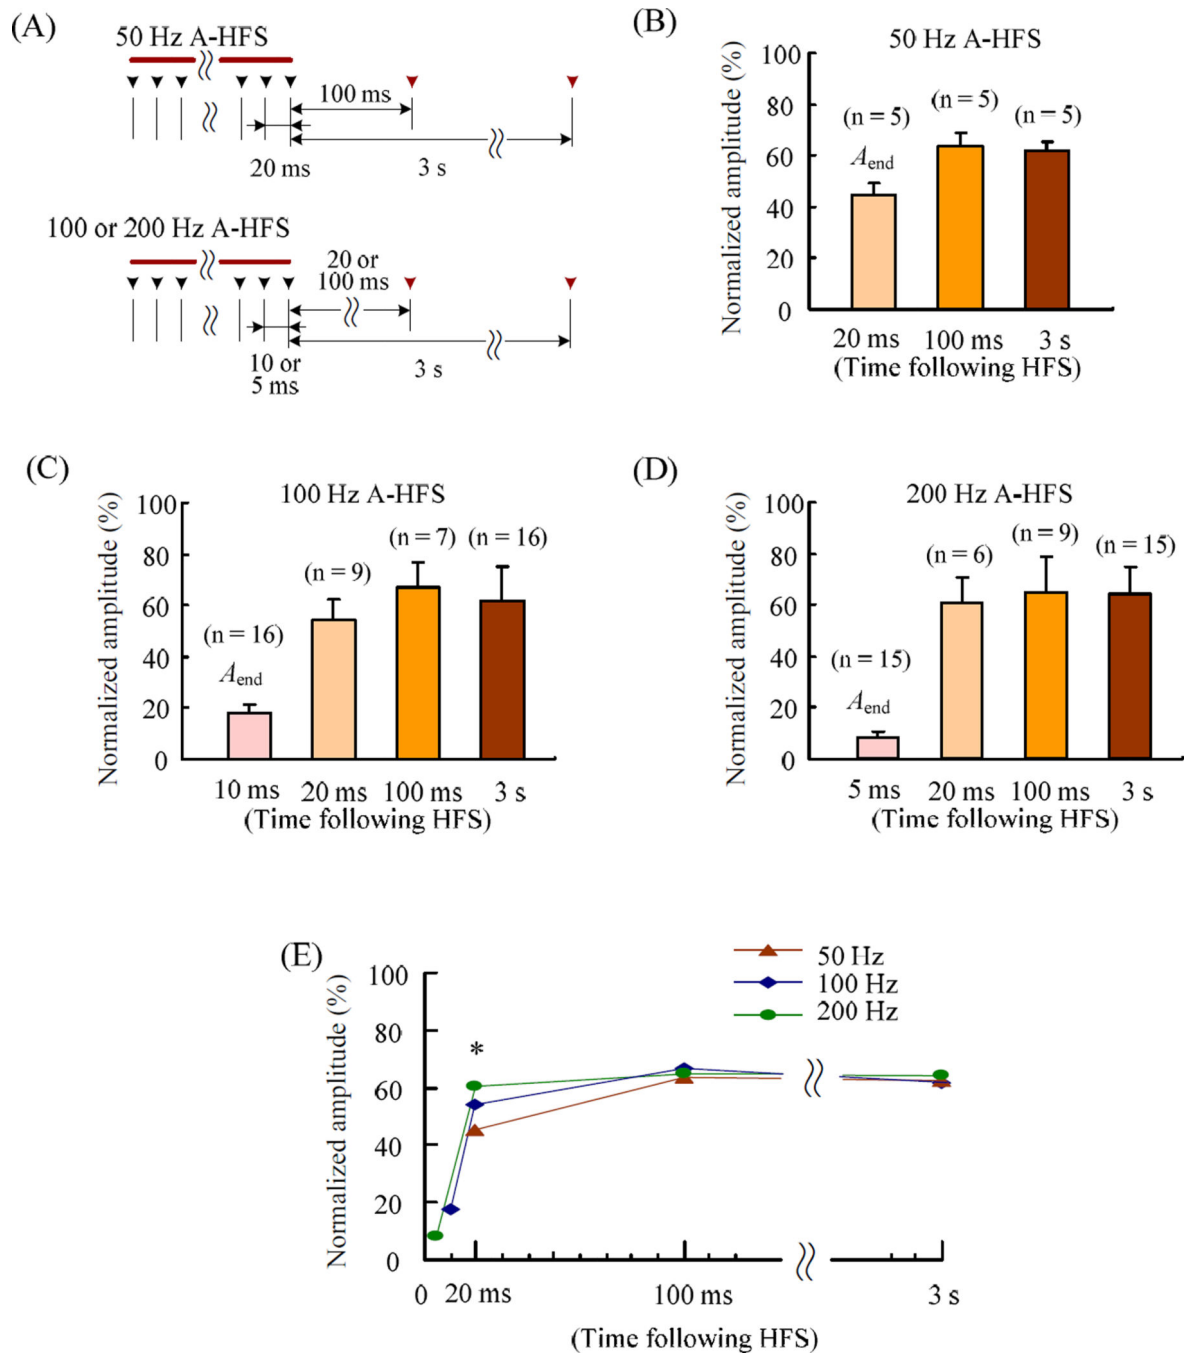 (A)
50 Hz A-HFS
100 ms
20 ms
3 s
100 or 200 Hz A-HFS
20 or
100 ms
10 or
5 ms
3 s
(B)
50 Hz A-HFS
Normalized amplitude (%)
100
80
60
40
20
0
(n = 5)
(n = 5)
(n = 5)
Aend
20 ms
100 ms
3 s
(Time following HFS)
(C)
100 Hz A-HFS
Normalized amplitude (%)
100
80
60
40
20
0
(n = 16)
Aend
(n = 9)
(n = 7)
(n = 16)
10 ms
20 ms
100 ms
3 s
(Time following HFS)
(D)
200 Hz A-HFS
Normalized amplitude (%)
100
80
60
40
20
0
(n = 15)
Aend
(n = 6)
(n = 9)
(n = 15)
5 ms
20 ms
100 ms
3 s
(Time following HFS)
(E)
50 Hz
100 Hz
200 Hz
Normalized amplitude (%)
100
80
60
40
20
0
*
0
20 ms
100 ms
3 s
(Time following HFS)